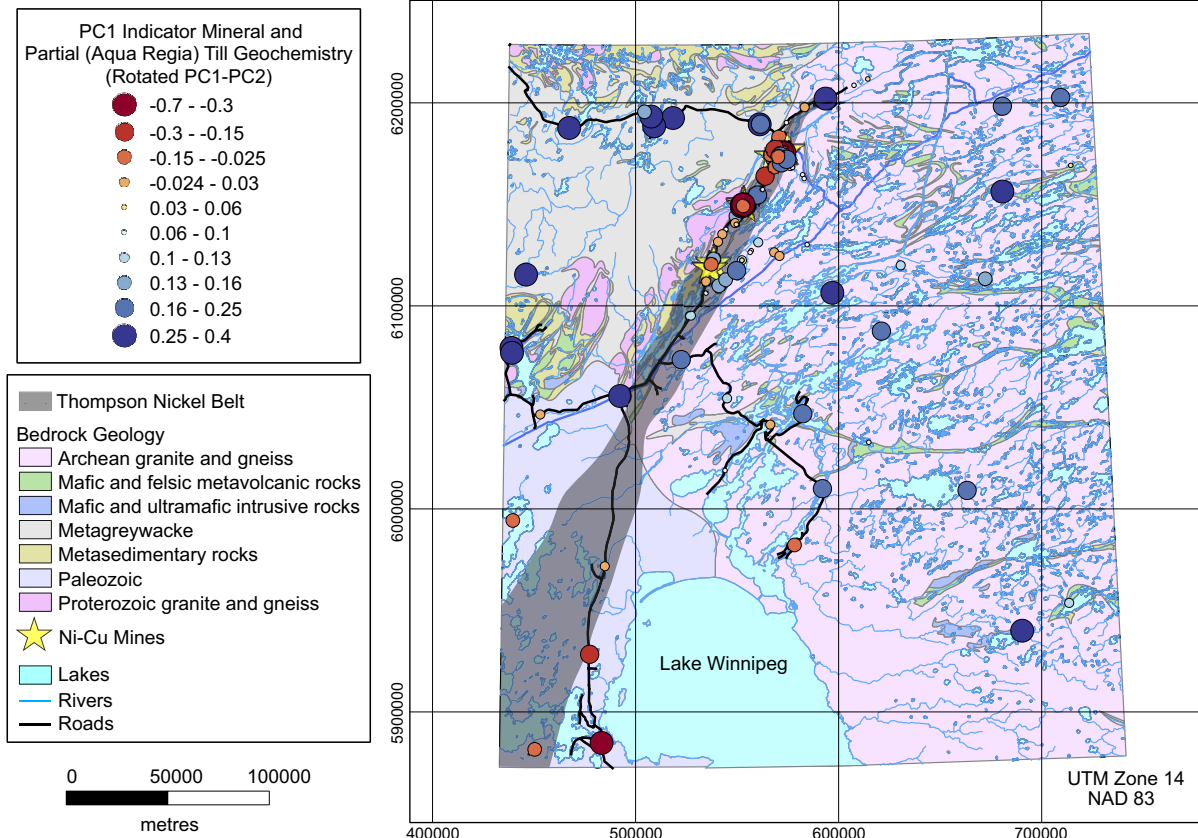 PC1 Indicator Mineral and
Partial (Aqua Regia) Till Geochemistry
(Rotated PC1-PC2)
-0.7 - -0.3
-0.3 - -0.15
-0.15 - -0.025
-0.024 - 0.03
0.03 - 0.06
0.06 - 0.1
0.1 - 0.13
0.13 - 0.16
0.16 - 0.25
0.25 - 0.4
Thompson Nickel Belt
Bedrock Geology
Archean granite and gneiss
Mafic and felsic metavolcanic rocks
Mafic and ultramafic intrusive rocks
Metagreywacke
Metasedimentary rocks
Paleozoic
Proterozoic granite and gneiss
Ni-Cu Mines
Lakes
Rivers
Roads
0 50000 100000
metres
6200000
6100000
6000000
5900000
Lake Winnipeg
UTM Zone 14
NAD 83
400000 500000 600000 700000